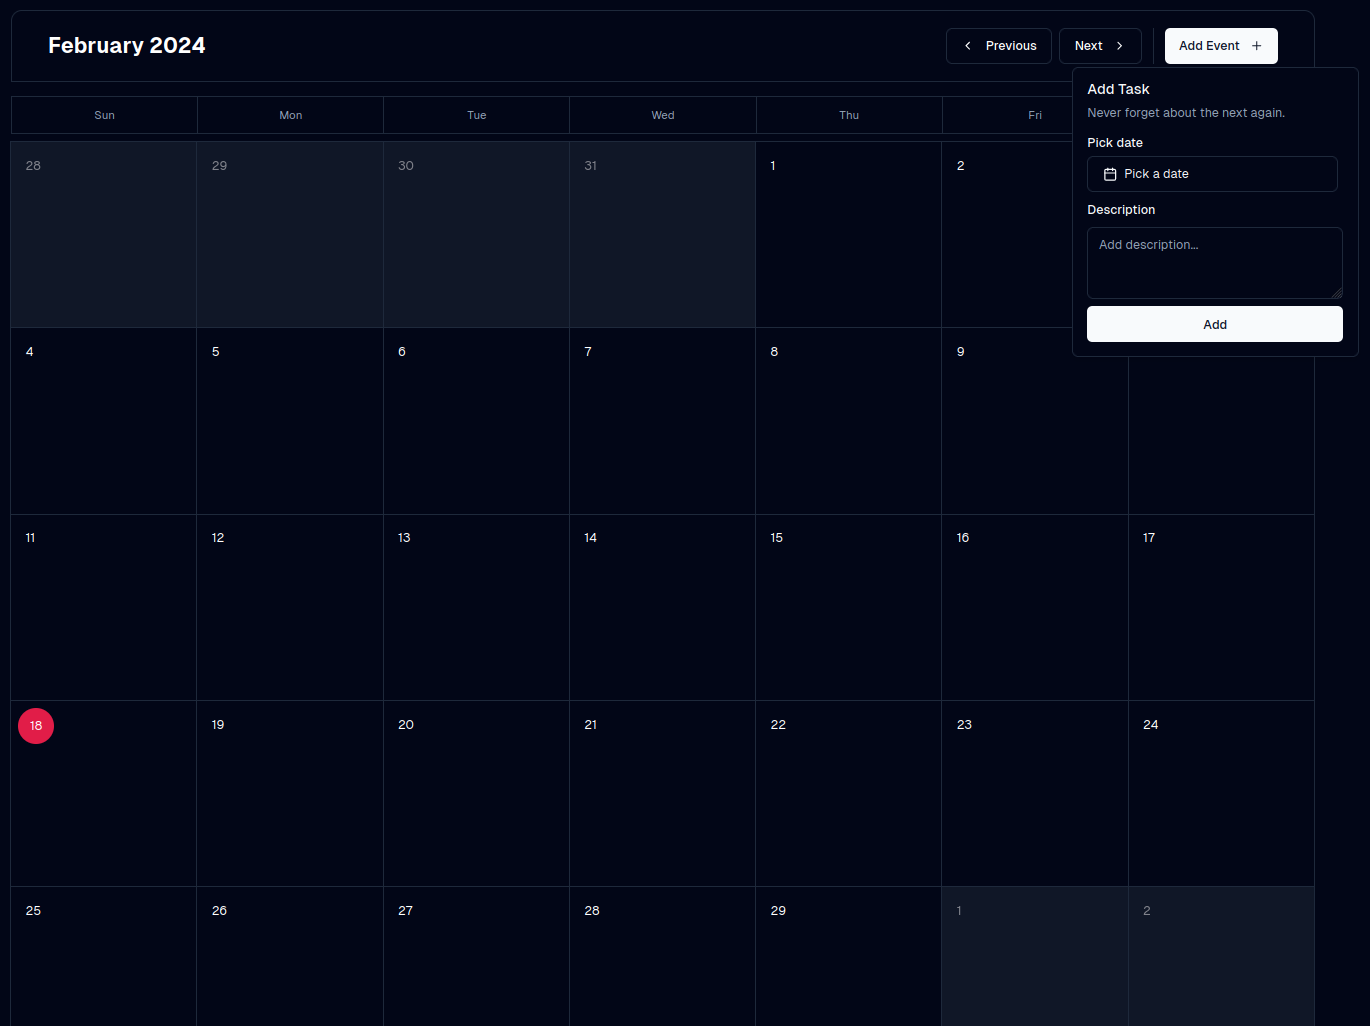 February 2024
Previous Next Add Event
Sun Mon Tue Wed Thu Fri
Add Task
Never forget about the next again.
Pick date
Pick a date
Description
Add description...
Add
28 29 30 31 1 2
4 5 6 7 8 9
11 12 13 14 15 16 17
18 19 20 21 22 23 24
25 26 27 28 29 1 2